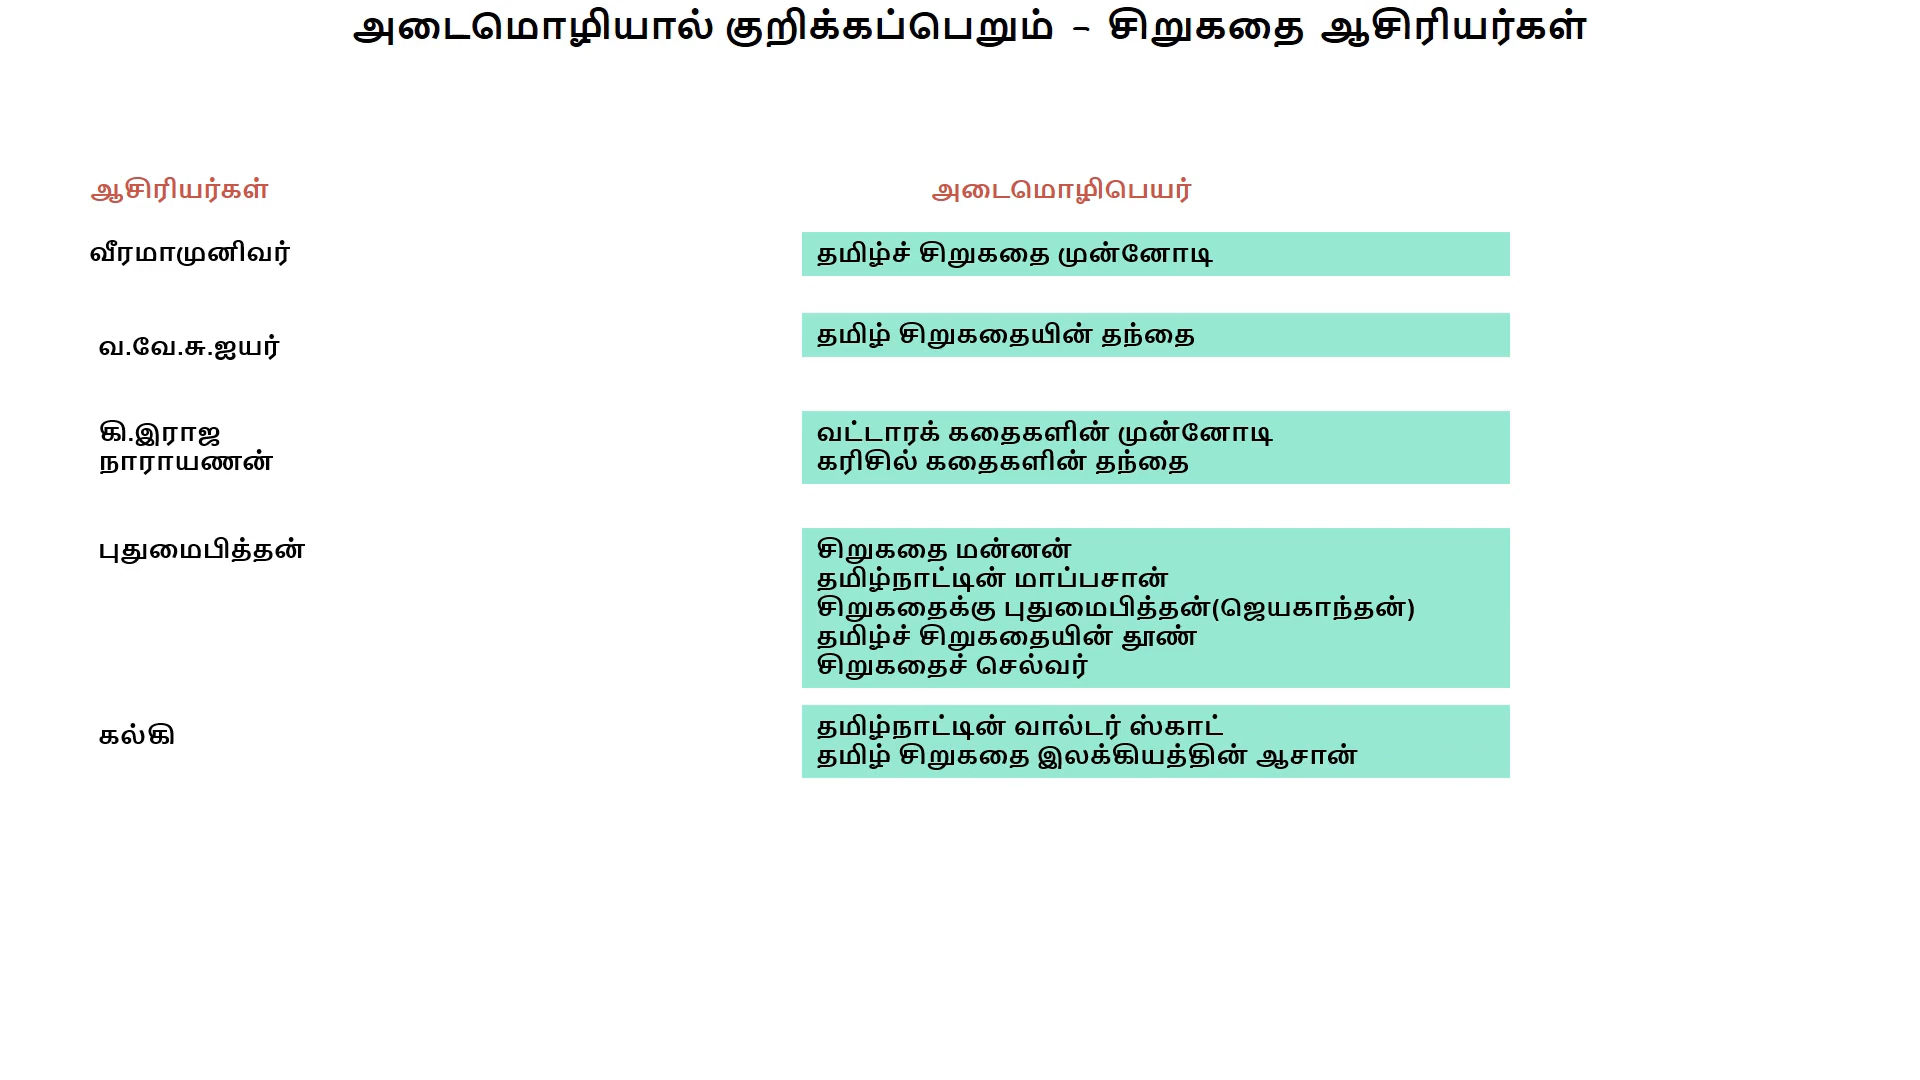 அடைமொழியால் குறிக்கப்பெறும் - சிறுகதை ஆசிரியர்கள்
ஆசிரியர்கள்
அடைமொழிபெயர்
வீரமாமுனிவர்
தமிழ்ச் சிறுகதை முன்னோடி
வ.வே.சு.ஐயர்
தமிழ் சிறுகதையின் தந்தை
கி.இராஜ
நாராயணன்
வட்டாரக் கதைகளின் முன்னோடி
கரிசில் கதைகளின் தந்தை
புதுமைபித்தன்
சிறுகதை மன்னன்
தமிழ்நாட்டின் மாப்பசான்
சிறுகதைக்கு புதுமைபித்தன்(ஜெயகாந்தன்)
தமிழ்ச் சிறுகதையின் தூண்
சிறுகதைச் செல்வர்
கல்கி
தமிழ்நாட்டின் வால்டர் ஸ்காட்
தமிழ் சிறுகதை இலக்கியத்தின் ஆசான்